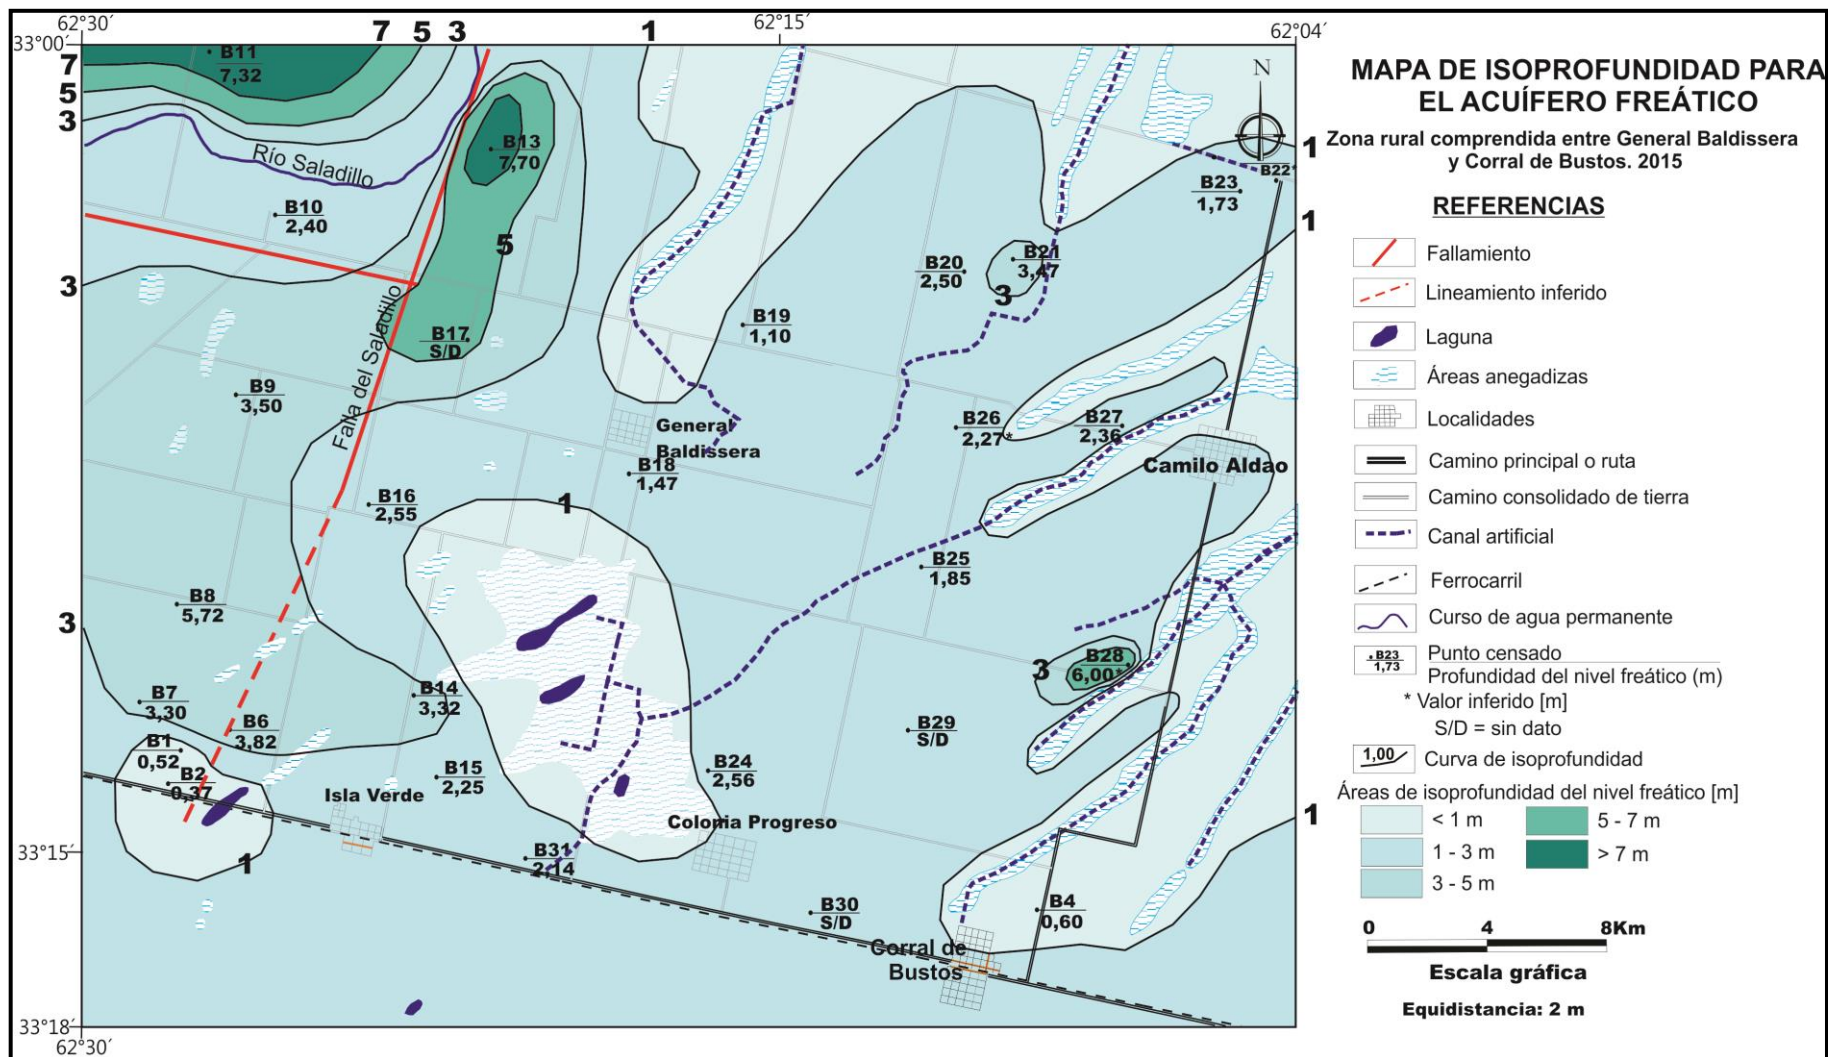 62°30´
7 5 3
1
62°15´
62°04´
33°00´
7
5
3
B11
7,32
N
B13
7,70
Río Saladillo
1
B22*
B23
1,73
B10
2,40
1
5
B21
3,47
B20
2,50
3
3
B19
1,10
B17
S/D
Falla del Saladillo
B9
3,50
General
Baldissera
B26
2,27*
B27
2,36
Camilo Aldao
B18
1,47
B16
2,55
1
B25
1,85
B8
5,72
3
B28
6,00*
3
B7
3,30
B14
3,32
B6
3,82
B29
S/D
B1
0,52
B2
0,37
B15
2,25
B24
2,56
Isla Verde
Colonia Progreso
1
33°15´
1
B31
2,14
B30
S/D
B4
0,60
Corral de
Bustos
33°18´
62°30´
MAPA DE ISOPROFUNDIDAD PARA
EL ACUÍFERO FREÁTICO
Zona rural comprendida entre General Baldissera
y Corral de Bustos. 2015
REFERENCIAS
Fallamiento
Lineamiento inferido
Laguna
Áreas anegadizas
Localidades
Camino principal o ruta
Camino consolidado de tierra
Canal artificial
Ferrocarril
Curso de agua permanente
B23
1,73
Punto censado
Profundidad del nivel freático (m)
* Valor inferido [m]
S/D = sin dato
1,00
Curva de isoprofundidad
Áreas de isoprofundidad del nivel freático [m]
< 1 m
5 - 7 m
1 - 3 m
> 7 m
3 - 5 m
0 4 8Km
Escala gráfica
Equidistancia: 2 m